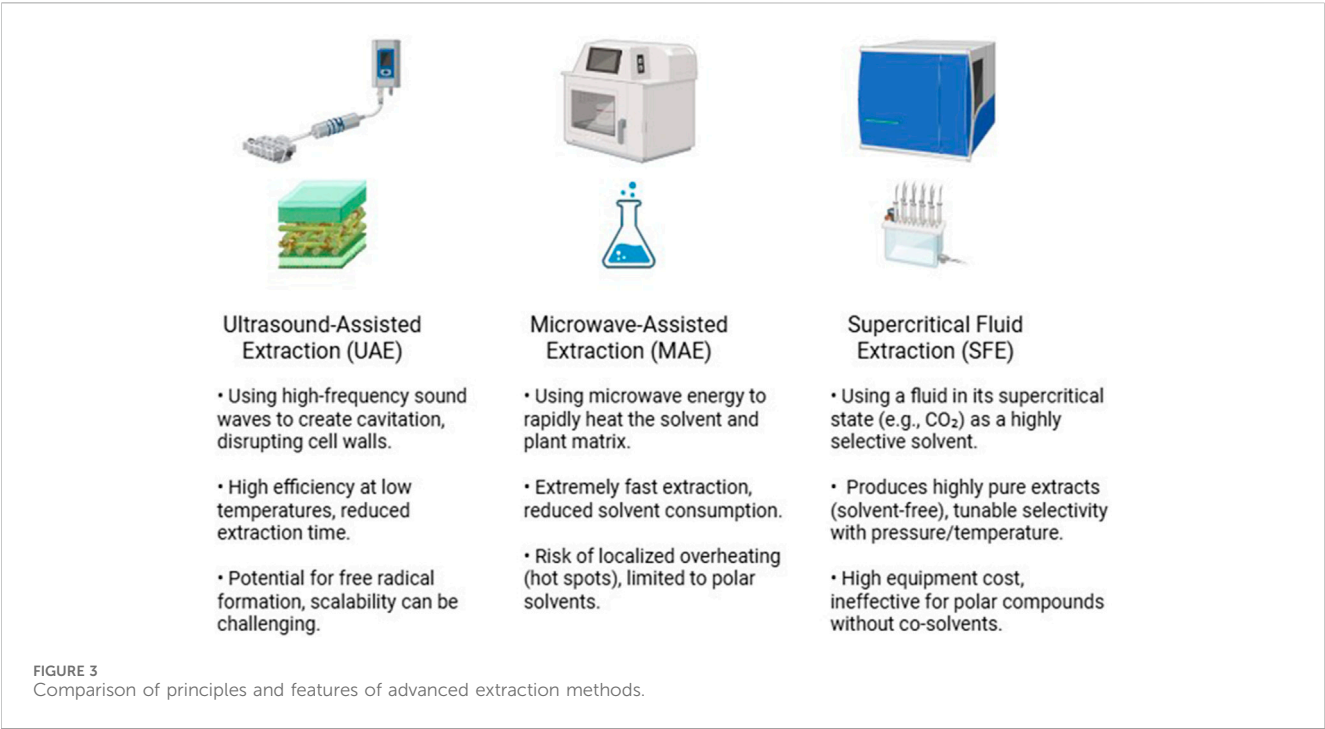 Ultrasound-Assisted
Extraction (UAE)
• Using high-frequency sound
waves to create cavitation,
disrupting cell walls.
• High efficiency at low
temperatures, reduced
extraction time.
• Potential for free radical
formation, scalability can be
challenging.
Microwave-Assisted
Extraction (MAE)
• Using microwave energy to
rapidly heat the solvent and
plant matrix.
• Extremely fast extraction,
reduced solvent consumption.
• Risk of localized overheating
(hot spots), limited to polar
solvents.
Supercritical Fluid
Extraction (SFE)
• Using a fluid in its supercritical
state (e.g., CO₂) as a highly
selective solvent.
• Produces highly pure extracts
(solvent-free), tunable selectivity
with pressure/temperature.
• High equipment cost,
ineffective for polar compounds
without co-solvents.
FIGURE 3
Comparison of principles and features of advanced extraction methods.